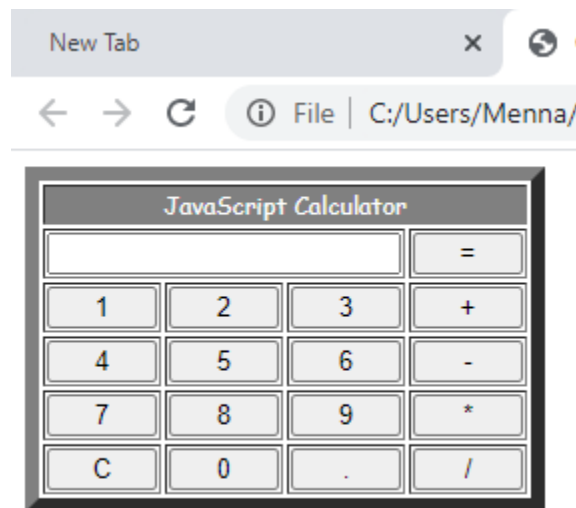 New Tab
File | C:/Users/Menna/
JavaScript Calculator
=
1 2 3 +
4 5 6 -
7 8 9 *
C 0 . /